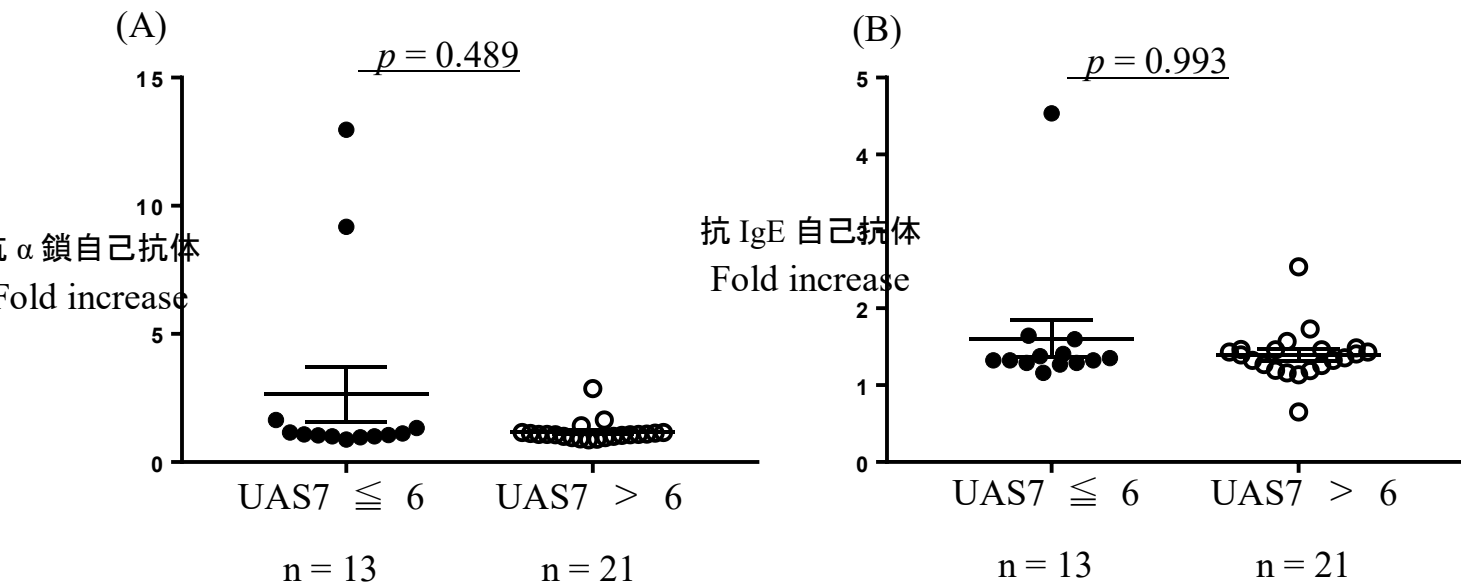 (A)
p = 0.489
15
10
α 鎖自己抗体
Fold increase
5
0
UAS7 ≦ 6
UAS7 > 6
n = 13
n = 21
(B)
p = 0.993
5
4
3
抗 IgE 自己抗体
Fold increase
2
1
0
UAS7 ≦ 6
UAS7 > 6
n = 13
n = 21